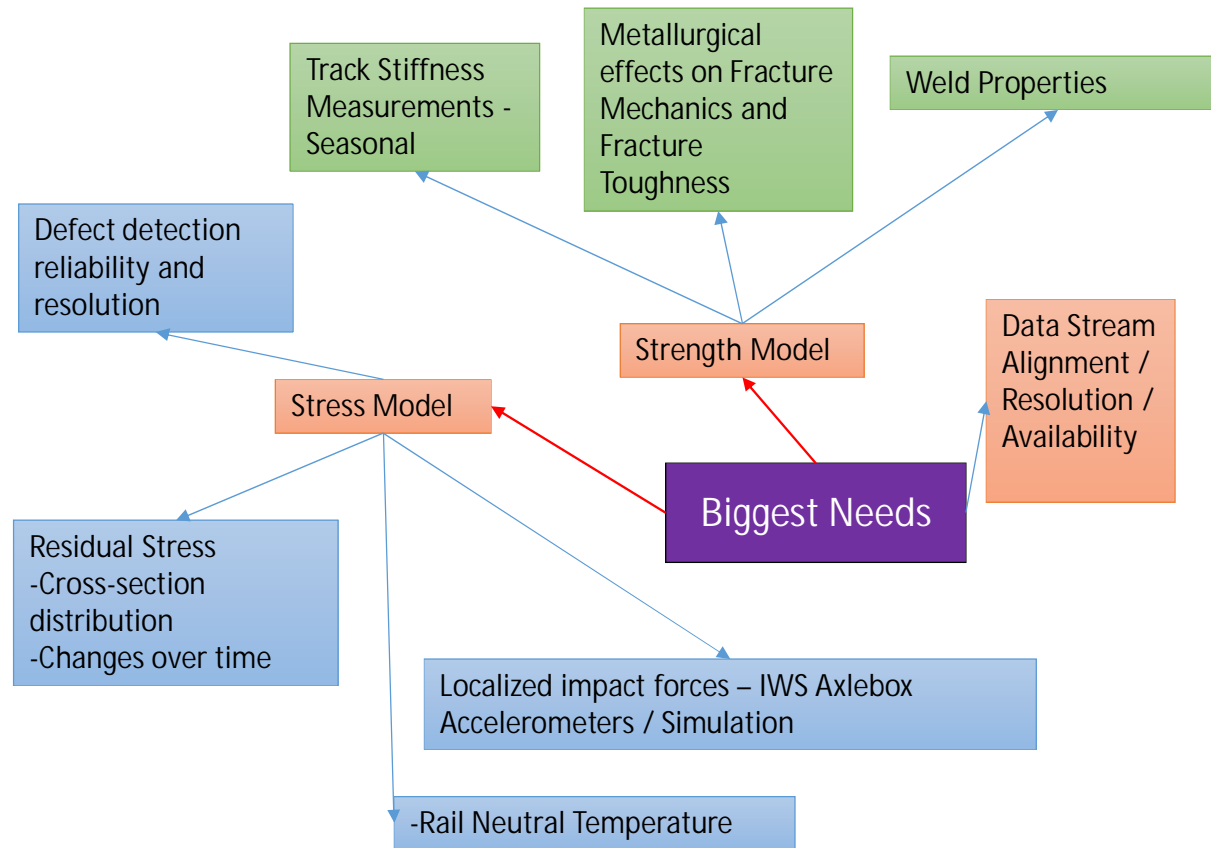 Track Stiffness
Measurements -
Seasonal
Metallurgical
effects on Fracture
Mechanics and
Fracture
Toughness
Weld Properties
Defect detection
reliability and
resolution
Strength Model
Data Stream
Alignment /
Resolution /
Availability
Stress Model
Biggest Needs
Residual Stress
-Cross-section
distribution
-Changes over time
Localized impact forces – IWS Axlebox
Accelerometers / Simulation
-Rail Neutral Temperature